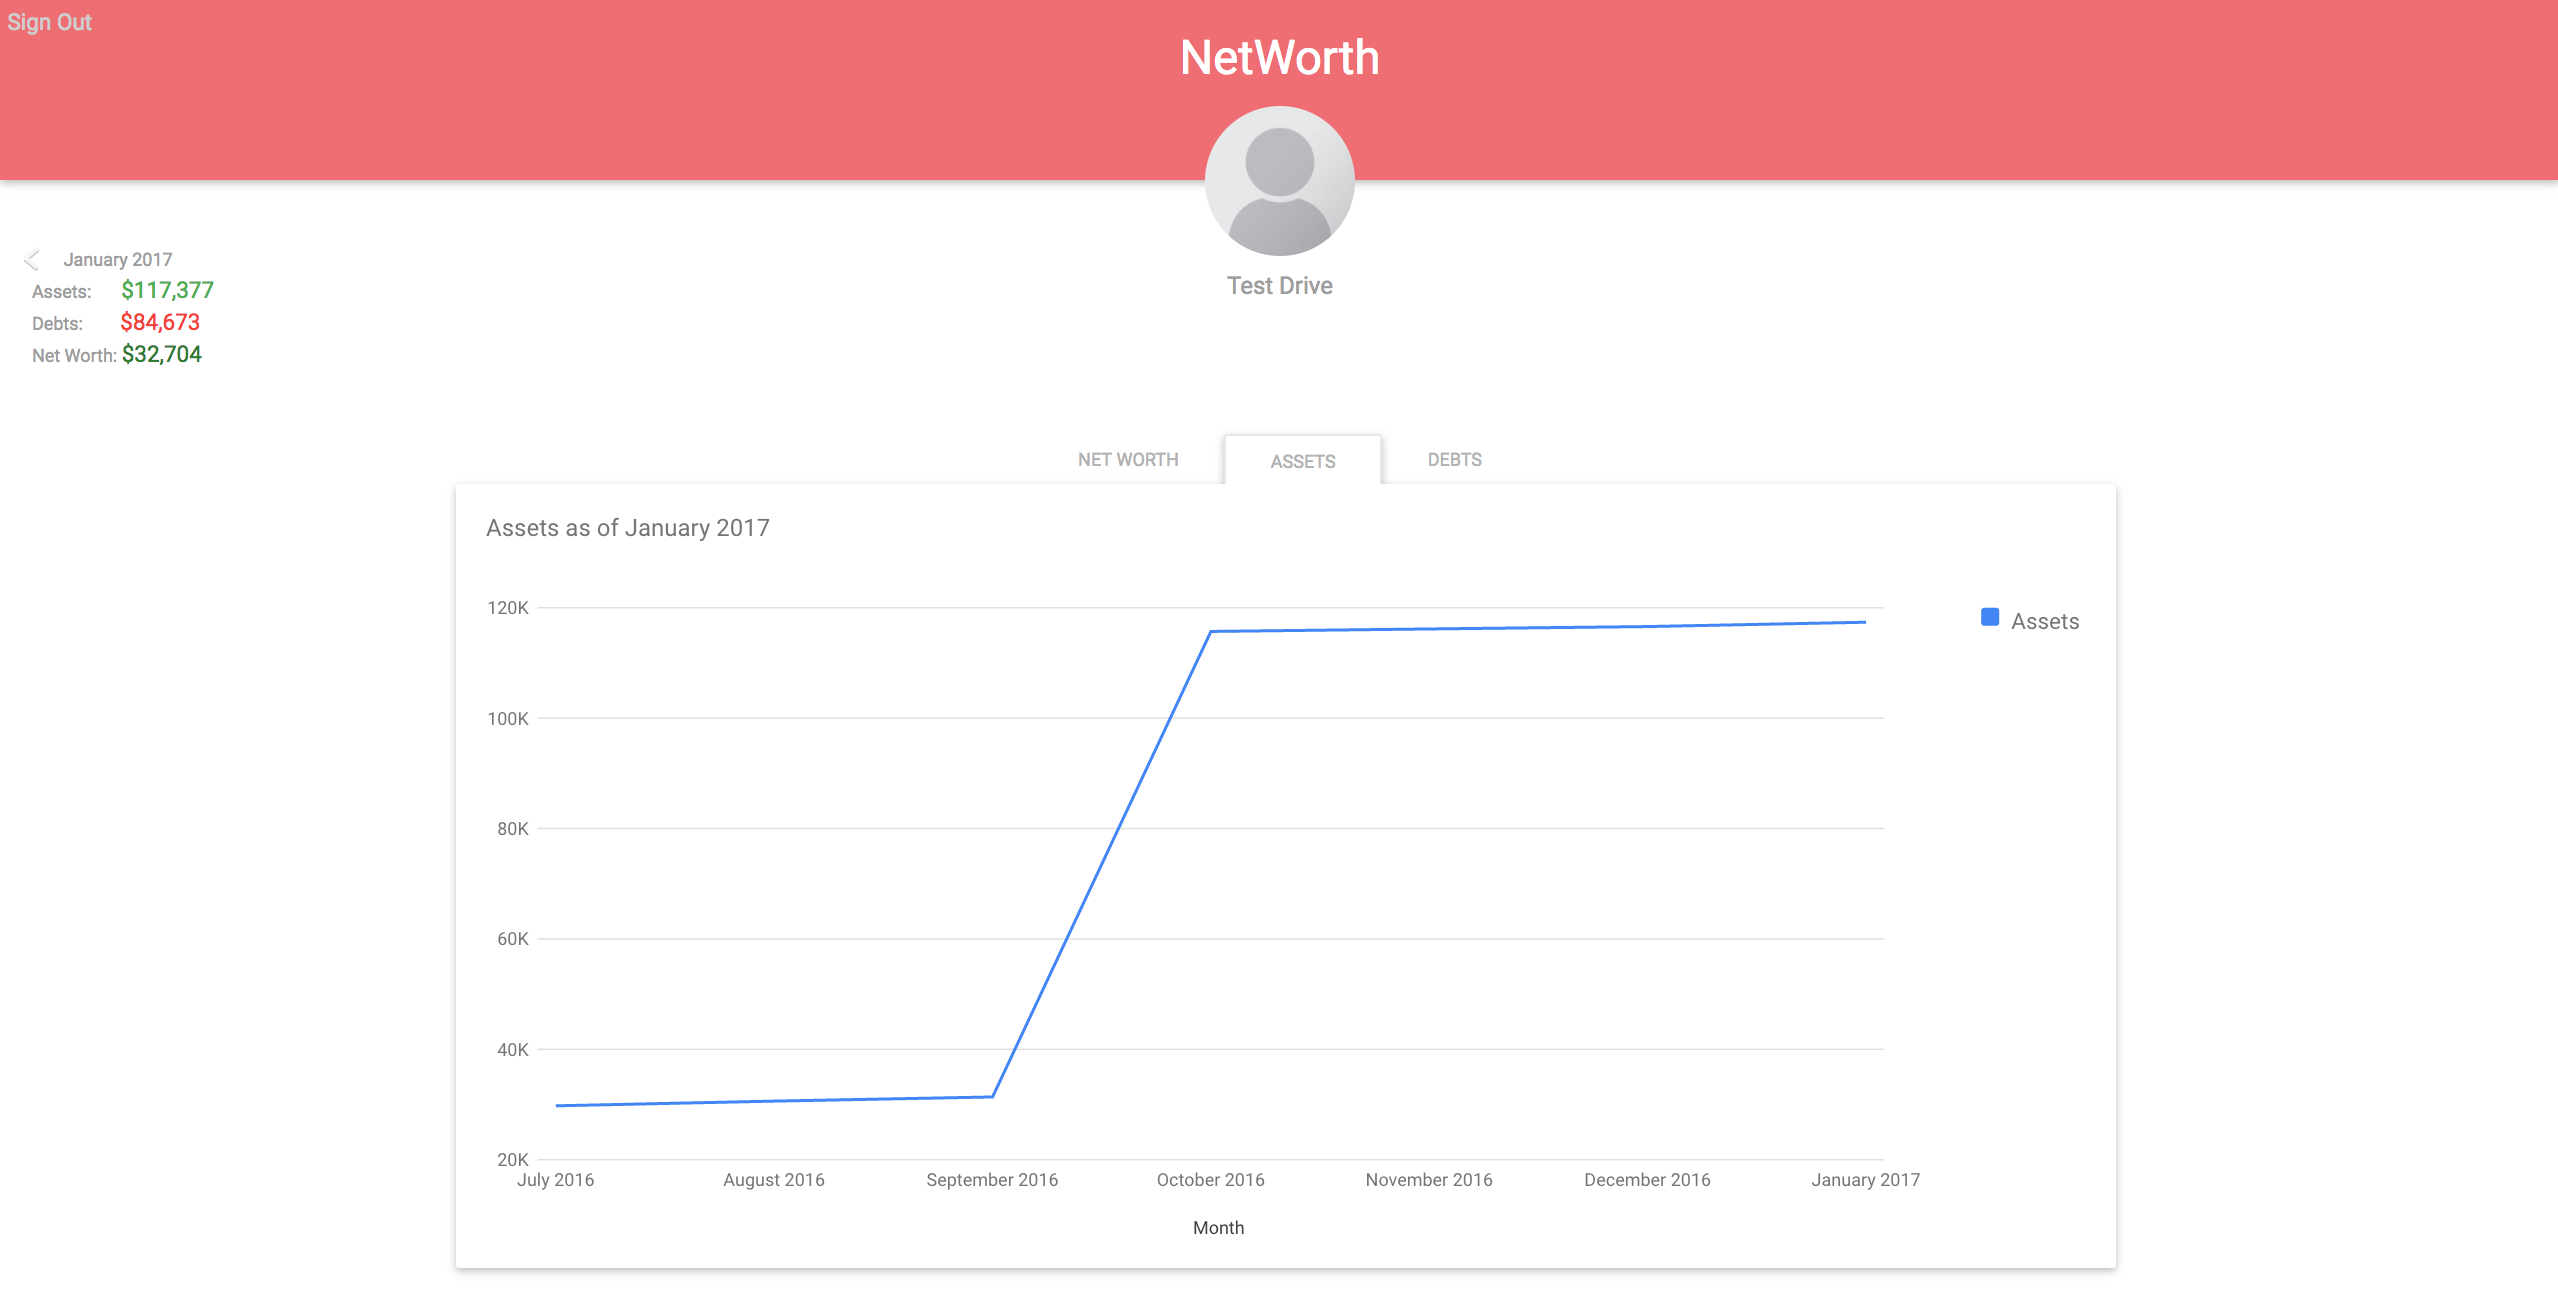 Sign Out
NetWorth
Test Drive
January 2017
Assets: $117,377
Debts: $84,673
Net Worth: $32,704
NET WORTH ASSETS DEBTS
Assets as of January 2017
120K
100K
80K
60K
40K
20K
Assets
July 2016 August 2016 September 2016 October 2016 November 2016 December 2016 January 2017
Month